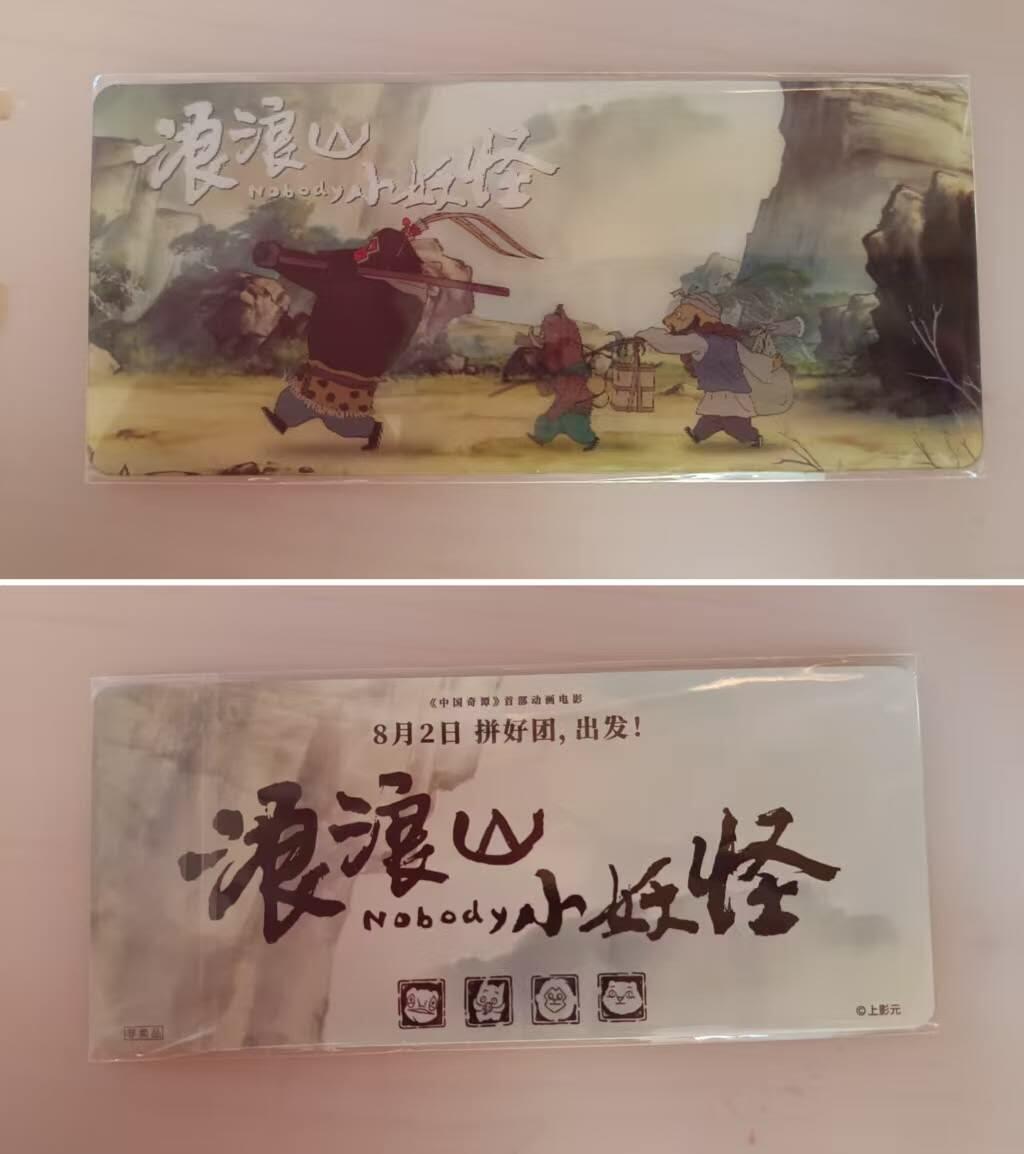 浪浪山
Nobody小妖怪
《中国奇谭》首部动画电影
8月2日 拼好团,出发!
浪浪山
Nobody小妖怪
非卖品
©上影元